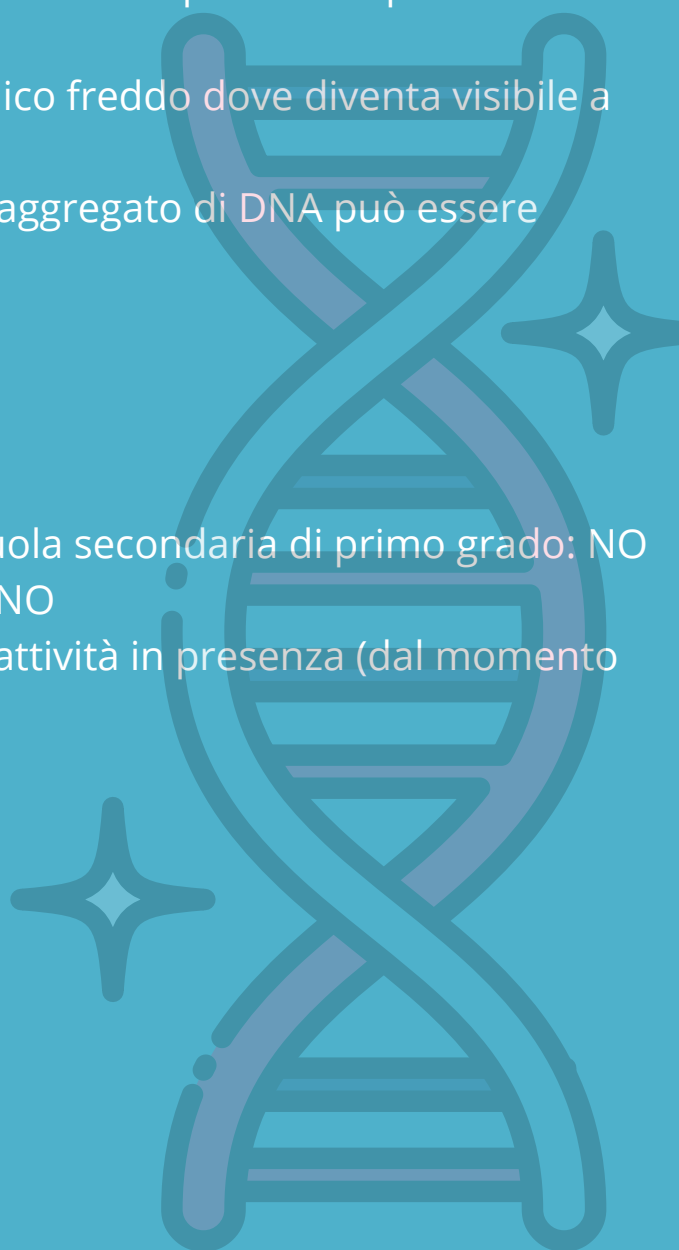 ico freddo dove diventa visibile a
aggregato di DNA può essere
uola secondaria di primo grado: NO
NO
attività in presenza (dal momento